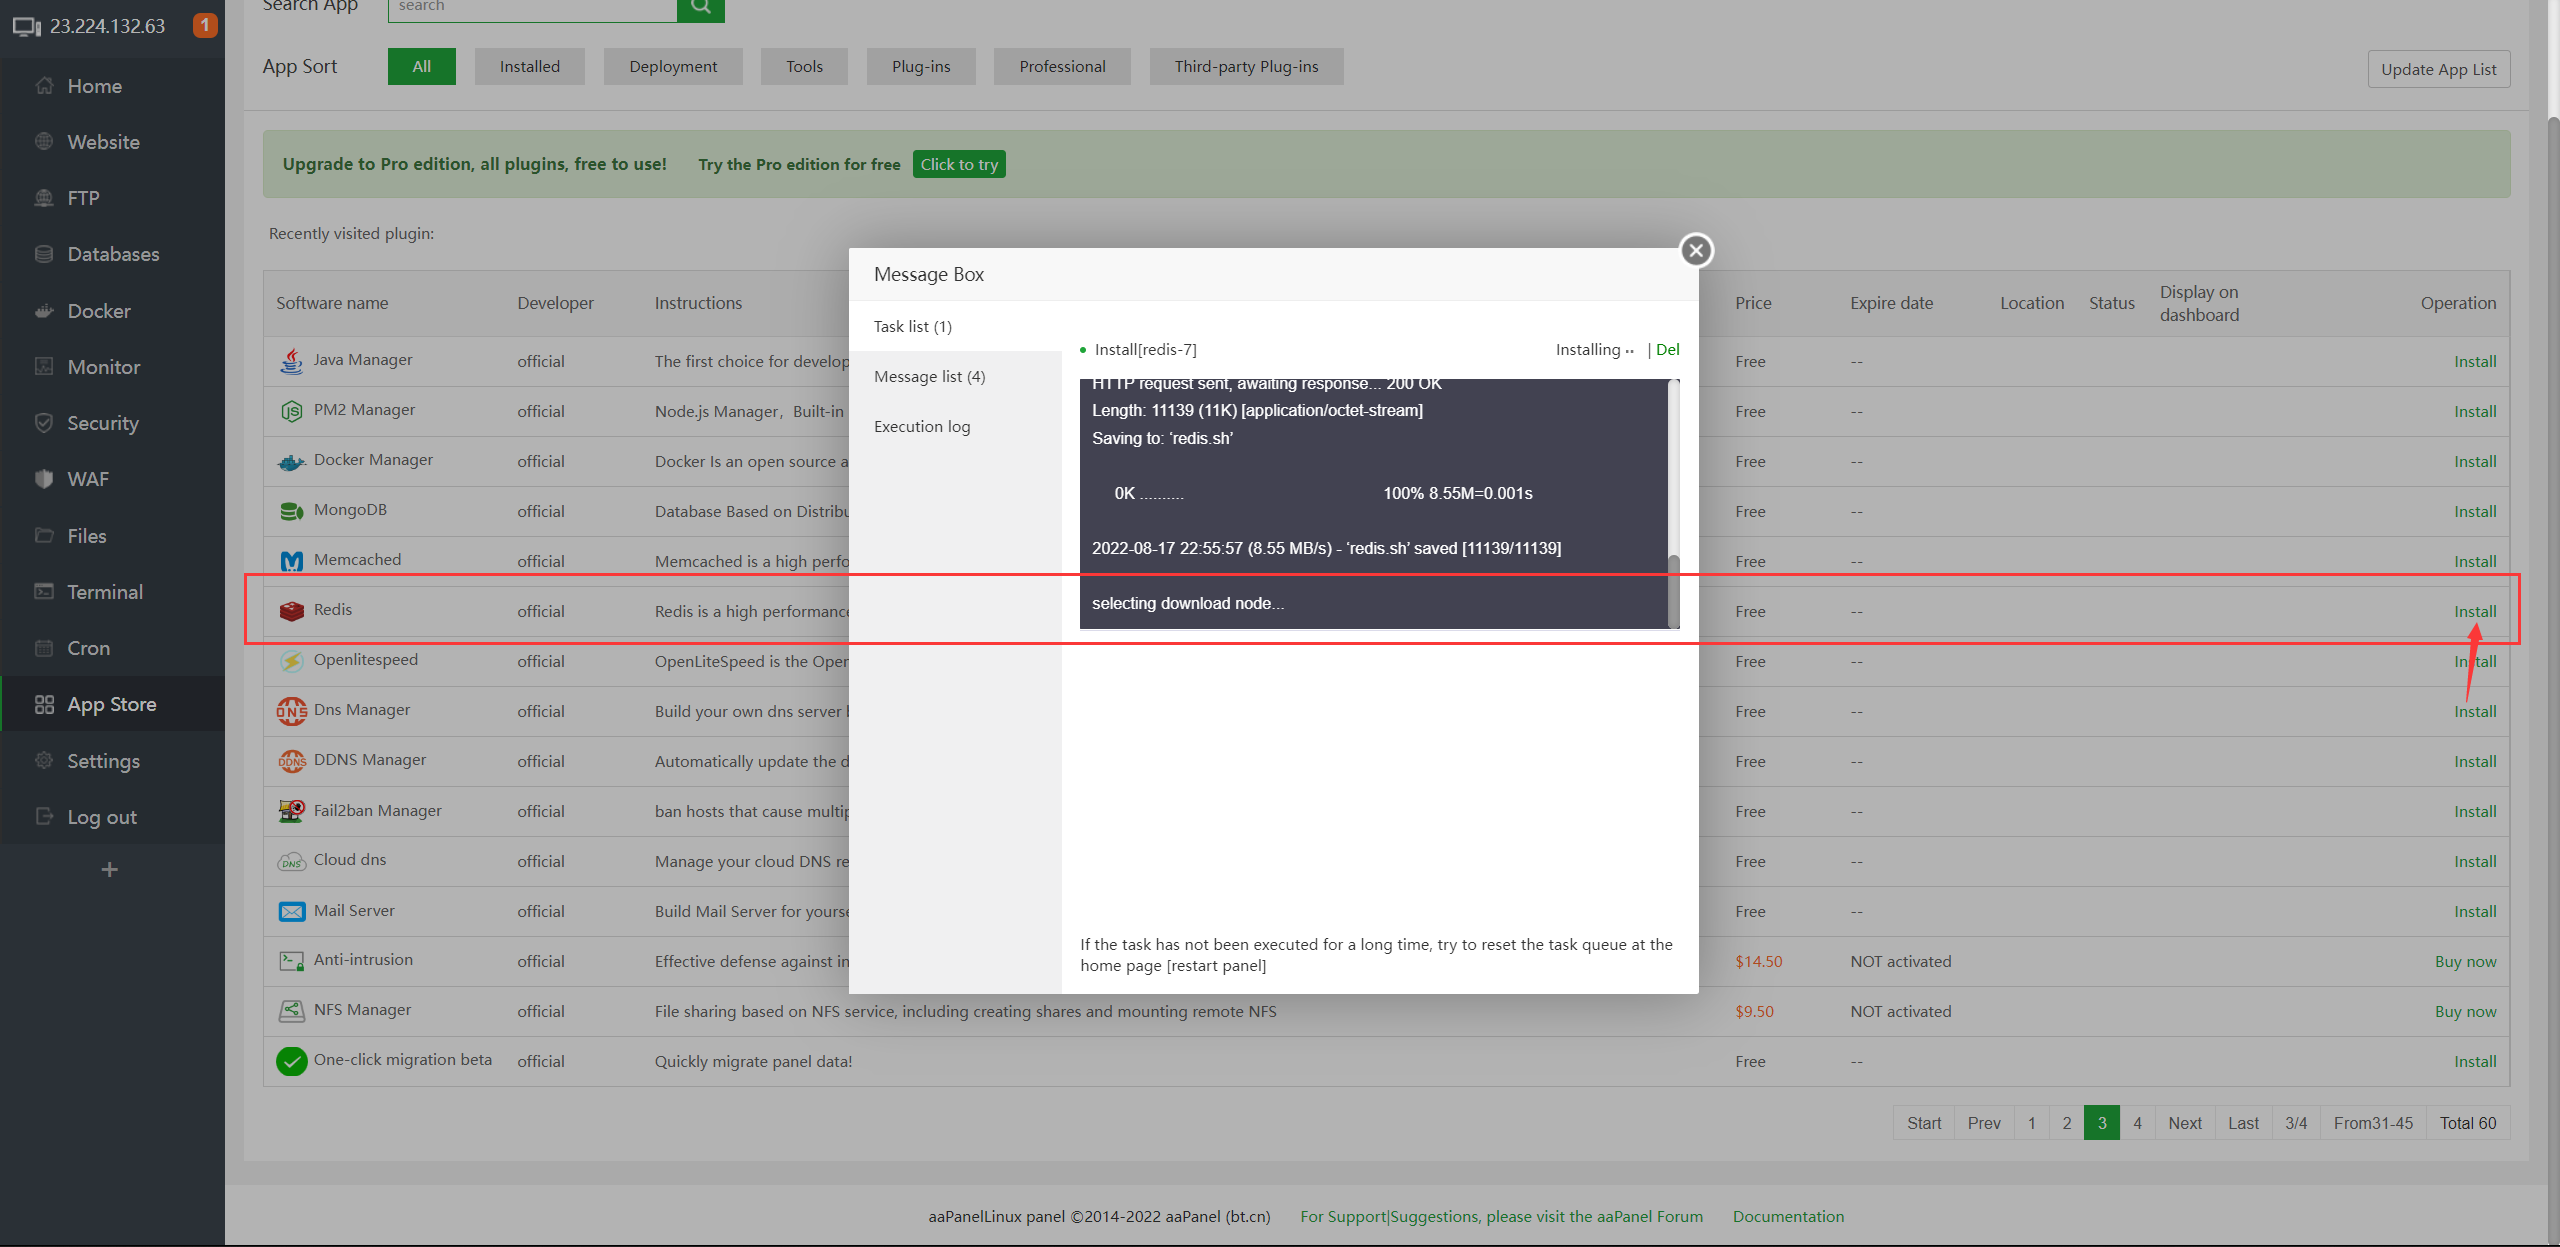 23.224.132.63 1
Home
Website
FTP
Databases
Docker
Monitor
Security
WAF
Files
Terminal
Cron
App Store
Settings
Log out
+
Search App search
App Sort All Installed Deployment Tools Plug-ins Professional Third-party Plug-ins Update App List
Upgrade to Pro edition, all plugins, free to use! Try the Pro edition for free Click to try
Recently visited plugin:
Software name Developer Instructions Price Expire date Location Status Display on dashboard Operation
Java Manager official The first choice for develop Free -- Install
PM2 Manager official Node.js Manager, Built-in Free -- Install
Docker Manager official Docker Is an open source a Free -- Install
MongoDB official Database Based on Distribu Free -- Install
Memcached official Memcached is a high perfo Free -- Install
Redis official Redis is a high performance Free -- Install
Openlitespeed official OpenLiteSpeed is the Open Free -- Install
Dns Manager official Build your own dns server Free -- Install
DDNS Manager official Automatically update the d Free -- Install
Fail2ban Manager official ban hosts that cause multip Free -- Install
Cloud dns official Manage your cloud DNS re Free -- Install
Mail Server official Build Mail Server for yourse Free -- Install
Anti-intrusion official Effective defense against in $14.50 NOT activated Buy now
NFS Manager official File sharing based on NFS service, including creating shares and mounting remote NFS $9.50 NOT activated Buy now
One-click migration beta official Quickly migrate panel data! Free -- Install
Message Box
Task list (1)
Message list (4)
Execution log
Install[redis-7] Installing | Del
HTTP request sent, awaiting response... 200 OK
Length: 11139 (11K) [application/octet-stream]
Saving to: ‘redis.sh’
0K .......... 100% 8.55M=0.001s
2022-08-17 22:55:57 (8.55 MB/s) - ‘redis.sh’ saved [11139/11139]
selecting download node...
If the task has not been executed for a long time, try to reset the task queue at the
home page [restart panel]
Start Prev 1 2 3 4 Next Last 3/4 From31-45 Total 60
aaPanelLinux panel ©2014-2022 aaPanel (bt.cn) For Support|Suggestions, please visit the aaPanel Forum Documentation